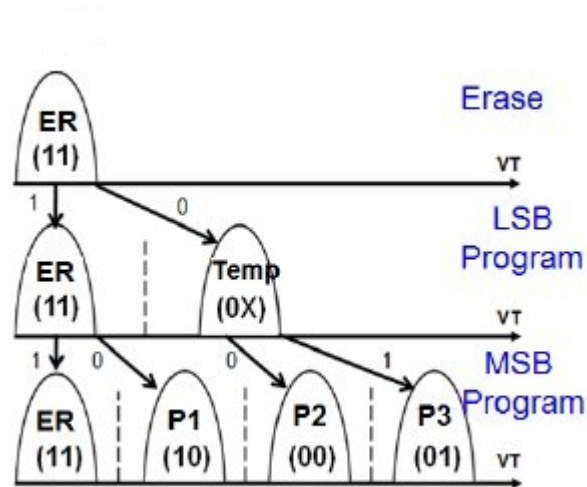 Erase
ER
(11)
VT
1
0
LSB
Program
ER
(11)
Temp
(0X)
VT
1
0
0
1
MSB
Program
ER
(11)
P1
(10)
P2
(00)
P3
(01)
VT